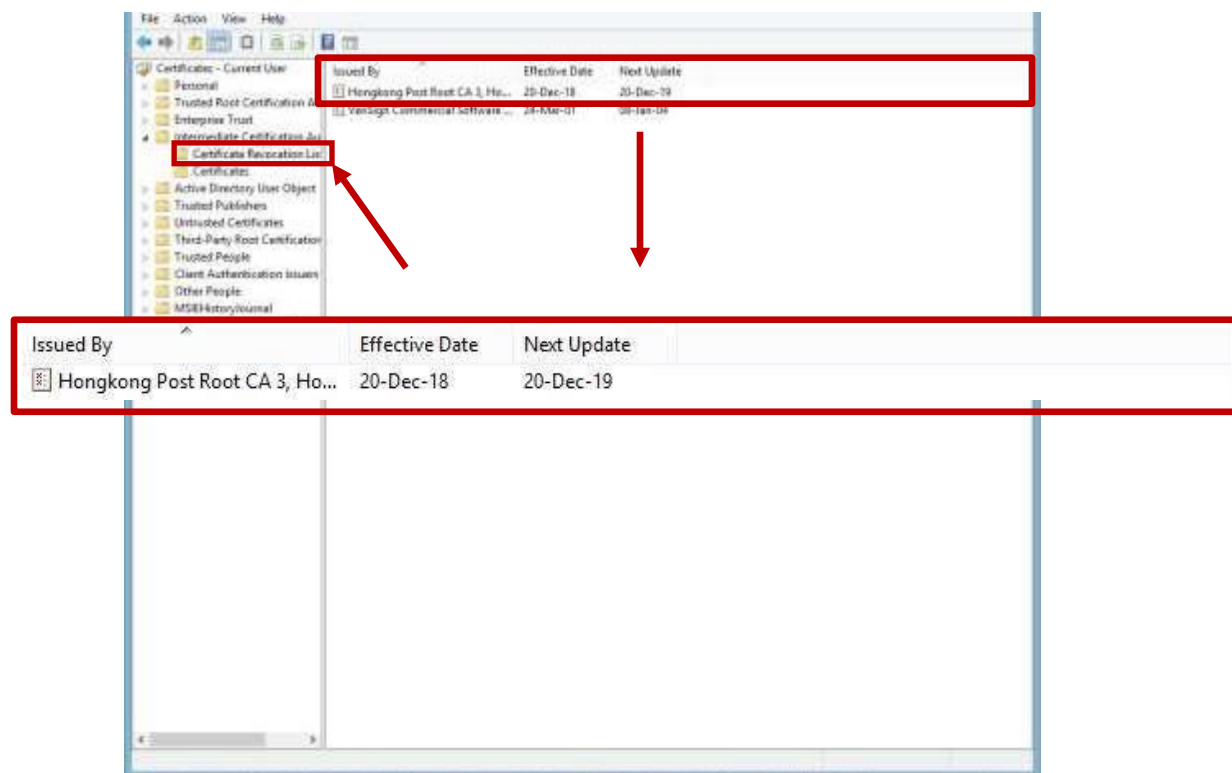 File Action View Help
Certificates - Current User
Personal
Trusted Root Certification A
Enterprise Trust
Intermediate Certification Au
Certificate Revocation Lis
Certificates
Active Directory User Object
Trusted Publishers
Untrusted Certificates
Third-Party Root Certification
Trusted People
Client Authentication Issuers
Other People
MSIEHistoryJournal
Issued By Effective Date Next Update
Hongkong Post Root CA 3, Ho... 20-Dec-18 20-Dec-19
VeriSign Commercial Software ... 24-Mar-01 08-Jan-04
Issued By Effective Date Next Update
Hongkong Post Root CA 3, Ho... 20-Dec-18 20-Dec-19